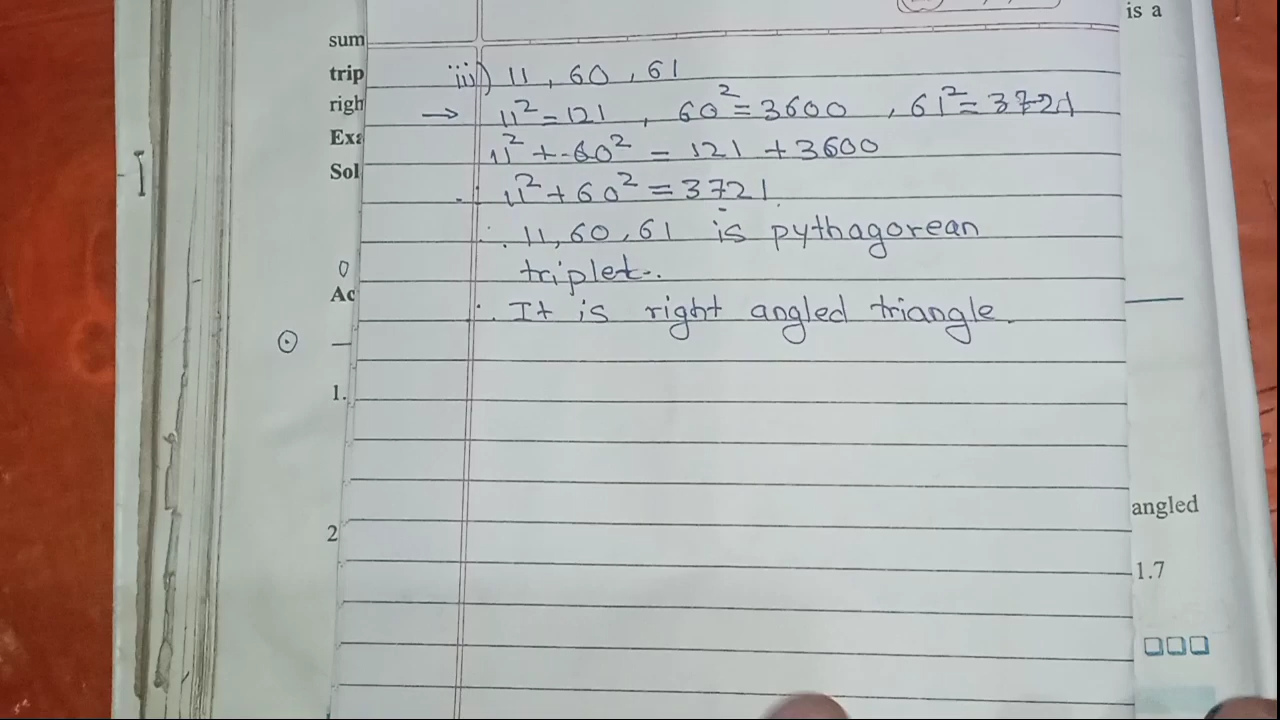 is a
sum
trip
righ
Exa
Sol
iii) 11, 60, 61
→ 11² = 121, 60² = 3600, 61² = 3721
11² + 60² = 121 + 3600
∴ 11² + 60² = 3721.
∴ 11, 60, 61 is pythagorean
triplet.
Ac
∴ It is right angled triangle.
1.
angled
2
1.7